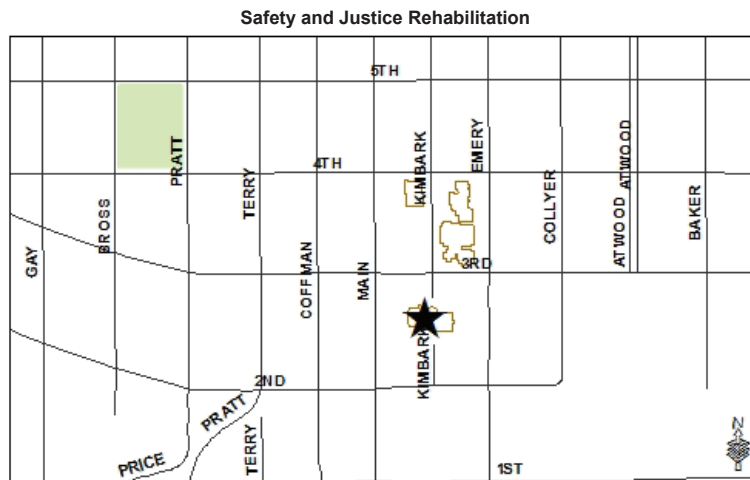 Safety and Justice Rehabilitation
5TH
4TH
PRATT
KIMBARK
EMERY
ATWOOD
TERRY
BROSS
COLLYER
ATWOOD
BAKER
GAY
COFFMAN
MAIN
3RD
KIMBARK
2ND
PRATT
TERRY
PRICE
1ST
N